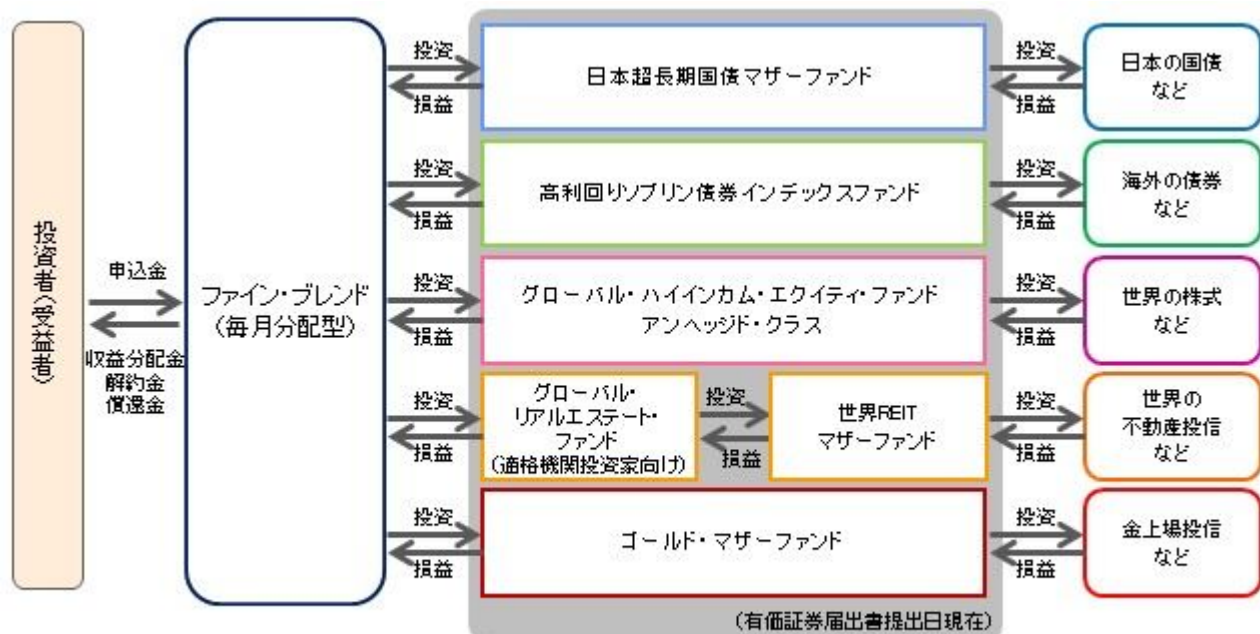 投資者(受益者)
申込金
収益分配金
解約金
償還金
ファイン・ブレンド
(毎月分配型)
投資
損益
日本超長期国債マザーファンド
投資
損益
日本の国債
など
投資
損益
高利回りソブリン債券インデックスファンド
投資
損益
海外の債券
など
投資
損益
グローバル・ハイインカム・エクイティ・ファンド
アンヘッジド・クラス
投資
損益
世界の株式
など
投資
損益
グローバル・
リアルエステート・
ファンド
(適格機関投資家向け)
投資
損益
世界REIT
マザーファンド
投資
損益
世界の
不動産投信
など
投資
損益
ゴールド・マザーファンド
投資
損益
金上場投信
など
(有価証券届出書提出日現在)